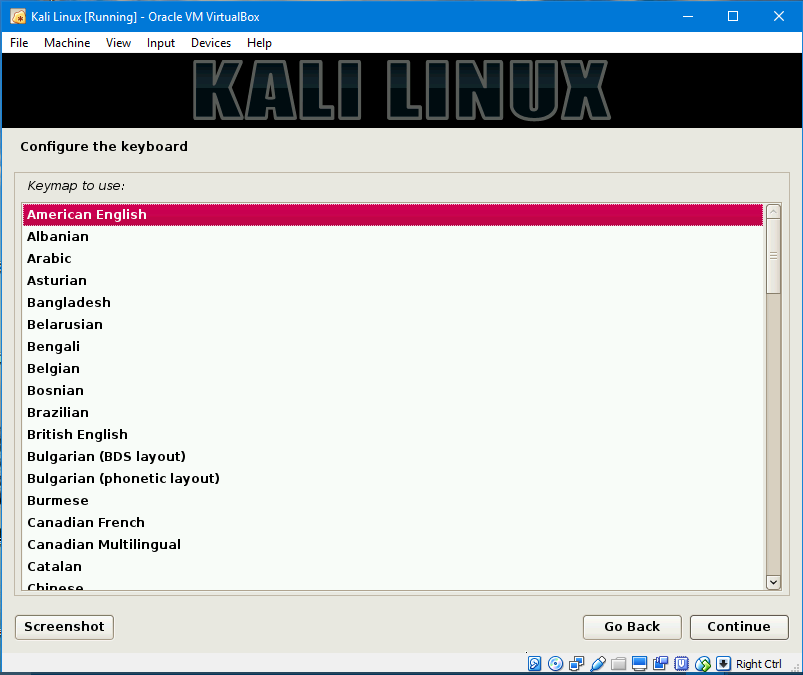 Kali Linux [Running] - Oracle VM VirtualBox
File Machine View Input Devices Help
KALI LINUX
Configure the keyboard
Keymap to use:
American English
Albanian
Arabic
Asturian
Bangladesh
Belarusian
Bengali
Belgian
Bosnian
Brazilian
British English
Bulgarian (BDS layout)
Bulgarian (phonetic layout)
Burmese
Canadian French
Canadian Multilingual
Catalan
Chinese
Screenshot Go Back Continue
Right Ctrl